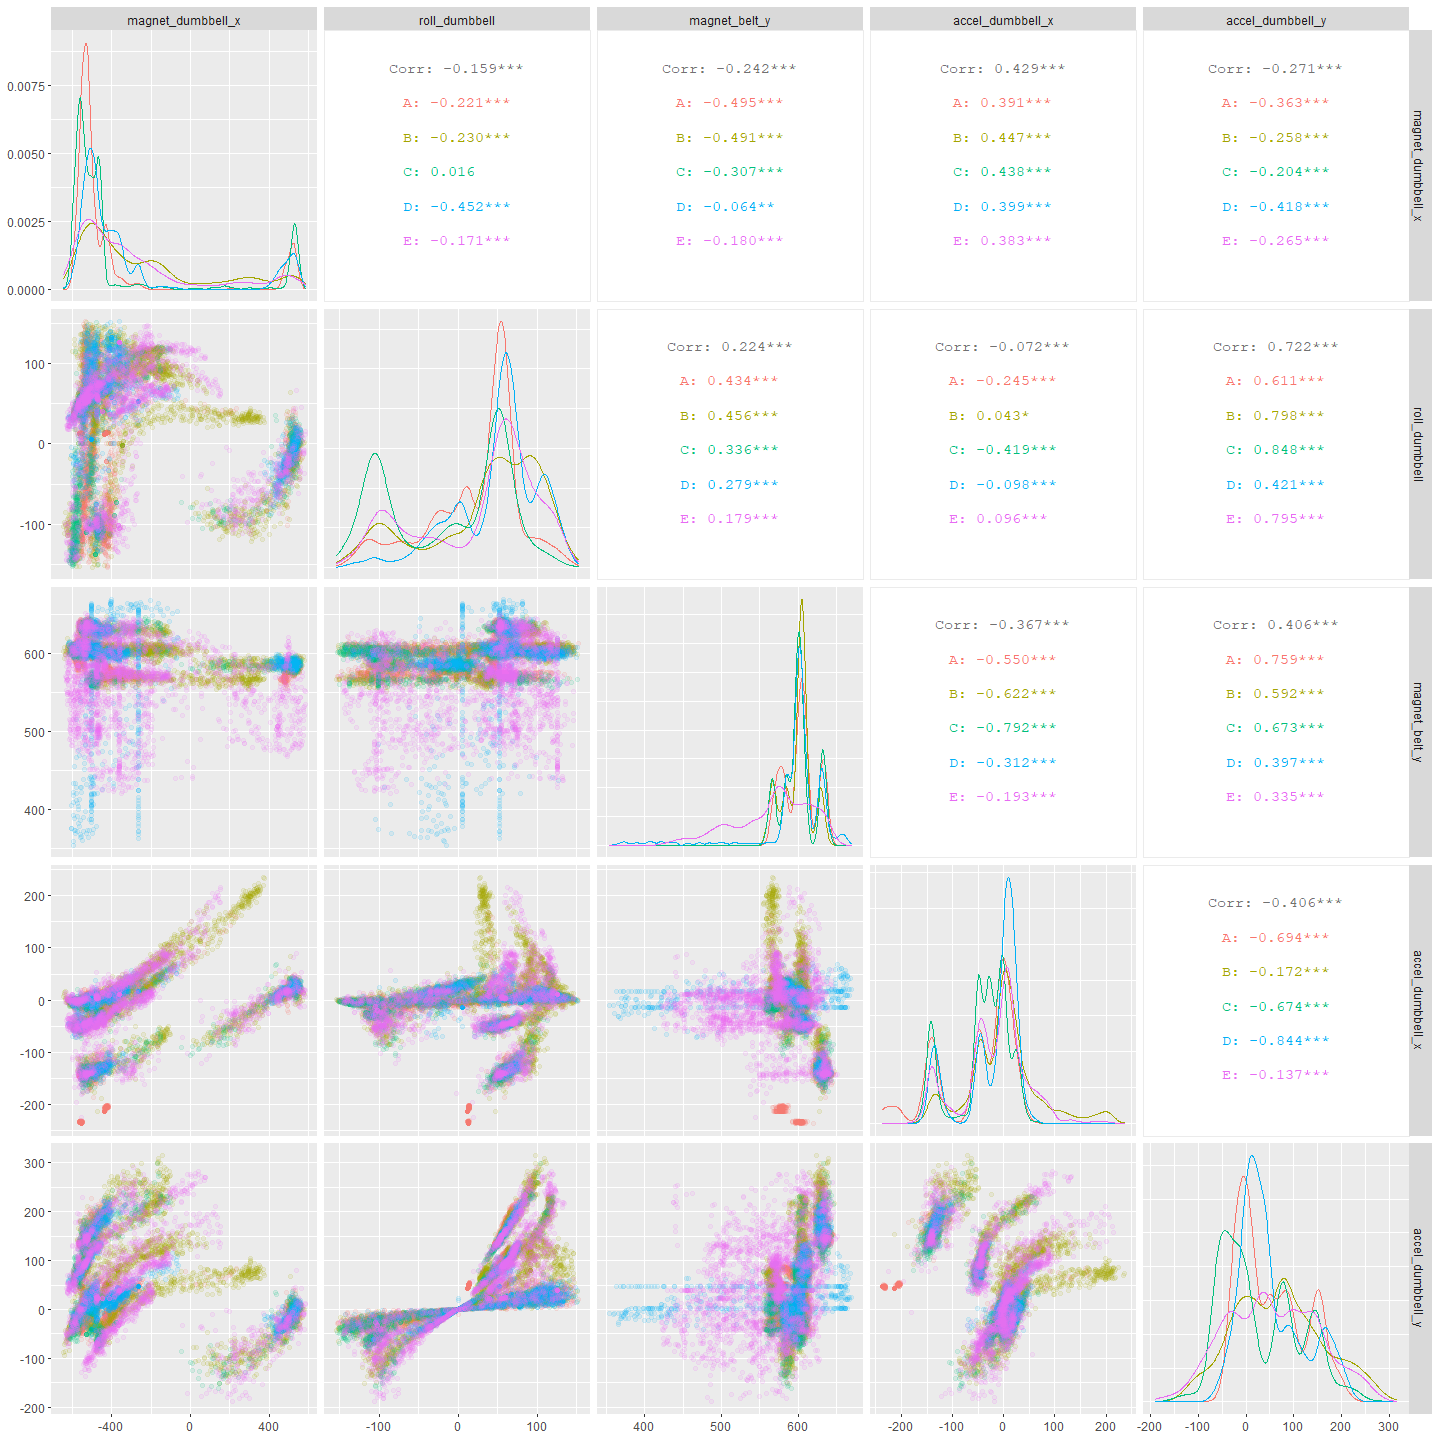 magnet_dumbbell_x
roll_dumbbell
magnet_belt_y
accel_dumbbell_x
accel_dumbbell_y
0.0075
0.0050
0.0025
0.0000
Corr: -0.159***
A: -0.221***
B: -0.230***
C: 0.016
D: -0.452***
E: -0.171***
Corr: -0.242***
A: -0.495***
B: -0.491***
C: -0.307***
D: -0.064**
E: -0.180***
Corr: 0.429***
A: 0.391***
B: 0.447***
C: 0.438***
D: 0.399***
E: 0.383***
Corr: -0.271***
A: -0.363***
B: -0.258***
C: -0.204***
D: -0.418***
E: -0.265***
magnet_dumbbell_x
100
0
-100
Corr: 0.224***
A: 0.434***
B: 0.456***
C: 0.336***
D: 0.279***
E: 0.179***
Corr: -0.072***
A: -0.245***
B: 0.043*
C: -0.419***
D: -0.098***
E: 0.096***
Corr: 0.722***
A: 0.611***
B: 0.798***
C: 0.848***
D: 0.421***
E: 0.795***
roll_dumbbell
600
500
400
Corr: -0.367***
A: -0.550***
B: -0.622***
C: -0.792***
D: -0.312***
E: -0.193***
Corr: 0.406***
A: 0.759***
B: 0.592***
C: 0.673***
D: 0.397***
E: 0.335***
magnet_belt_y
200
100
0
-100
-200
Corr: -0.406***
A: -0.694***
B: -0.172***
C: -0.674***
D: -0.844***
E: -0.137***
accel_dumbbell_x
300
200
100
0
-100
-200
accel_dumbbell_y
-400
0
400
-100
0
100
400
600
-200
-100
0
100
200
-200
-100
0
100
200
300